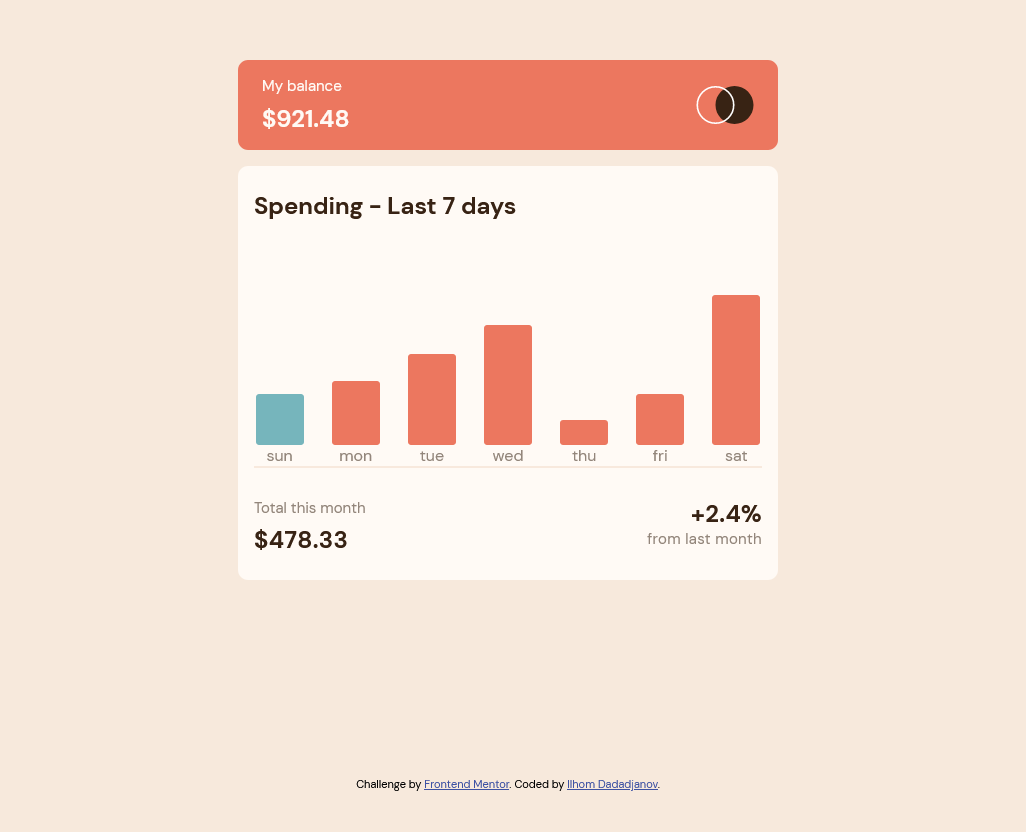 My balance
$921.48
Spending - Last 7 days
sun mon tue wed thu fri sat
Total this month
$478.33
+2.4%
from last month
Challenge by Frontend Mentor. Coded by Ilhom Dadadjanov.